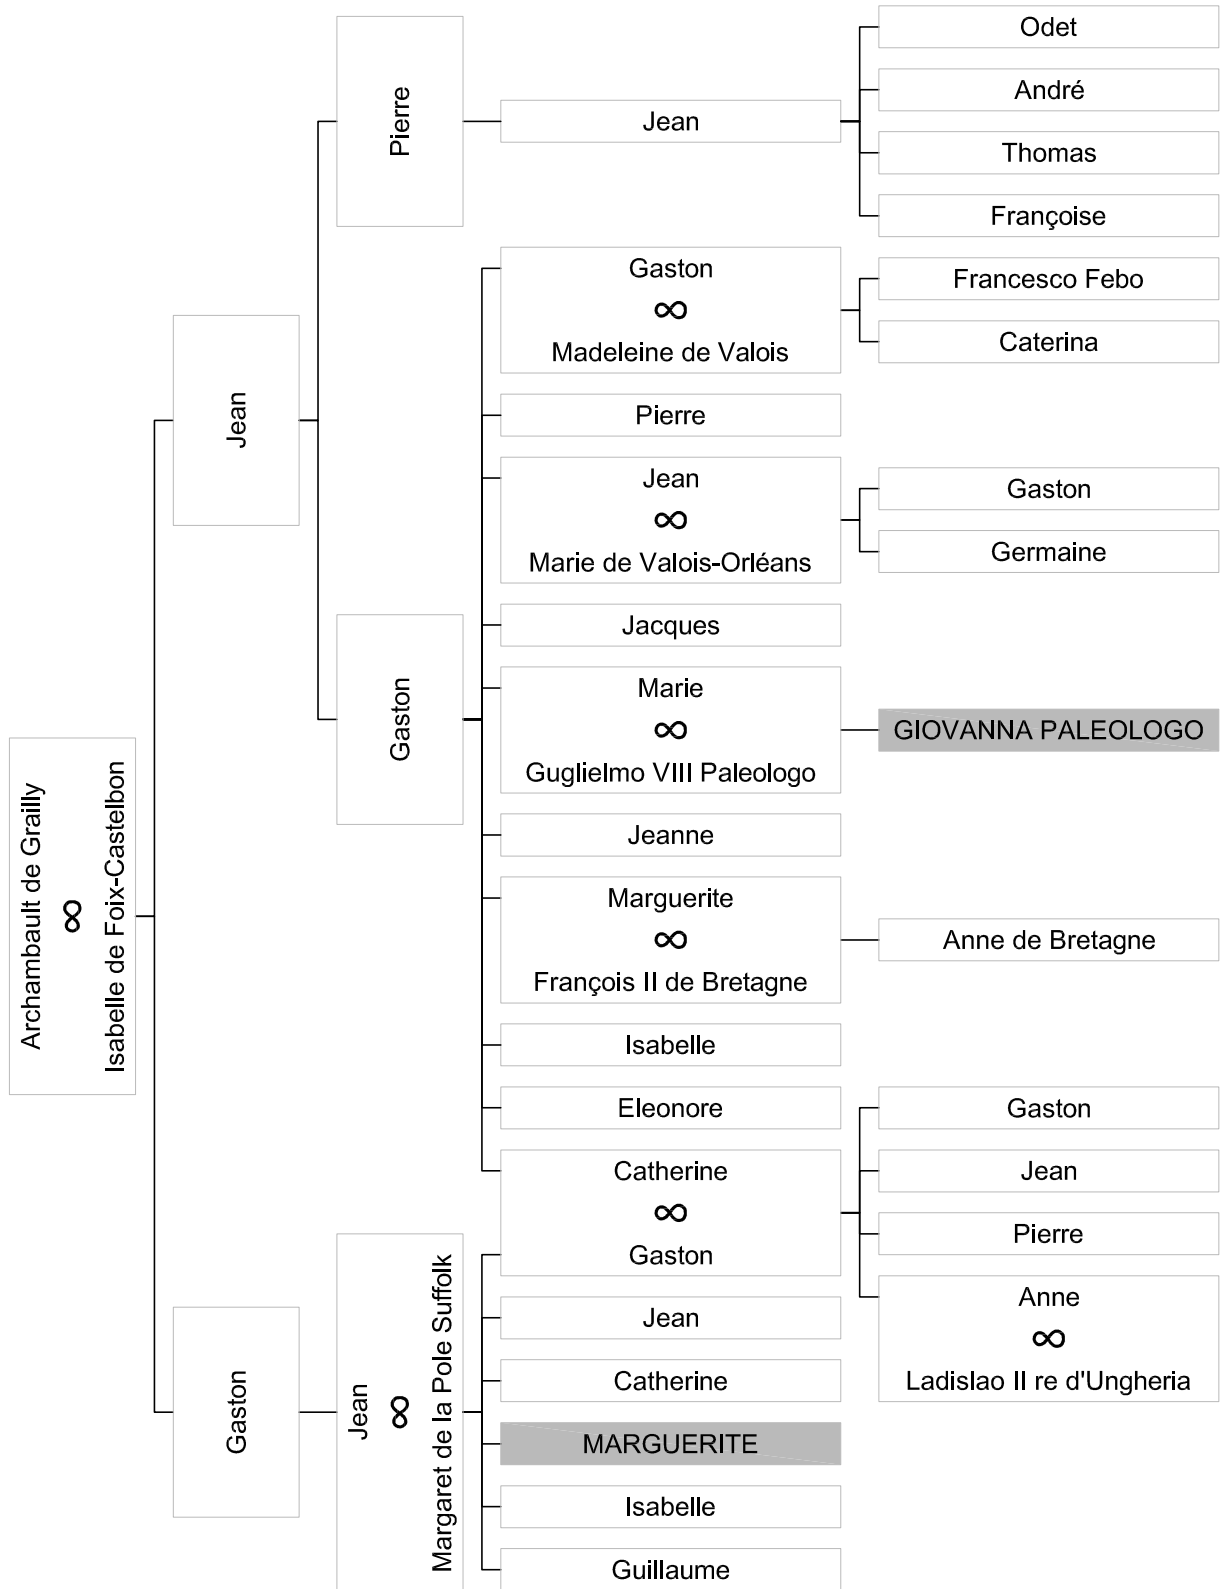 Archambault de Grailly
∞
Isabelle de Foix-Castelbon
Jean
Gaston
Pierre
Gaston
Jean
∞
Margaret de la Pole Suffolk
Jean
Gaston
∞
Madeleine de Valois
Pierre
Jean
∞
Marie de Valois-Orléans
Jacques
Marie
∞
Guglielmo VIII Paleologo
Jeanne
Marguerite
∞
François II de Bretagne
Isabelle
Eleonore
Catherine
∞
Gaston
Jean
Catherine
MARGUERITE
Isabelle
Guillaume
Odet
André
Thomas
Françoise
Francesco Febo
Caterina
Gaston
Germaine
GIOVANNA PALEOLOGO
Anne de Bretagne
Gaston
Jean
Pierre
Anne
∞
Ladislao II re d'Ungheria